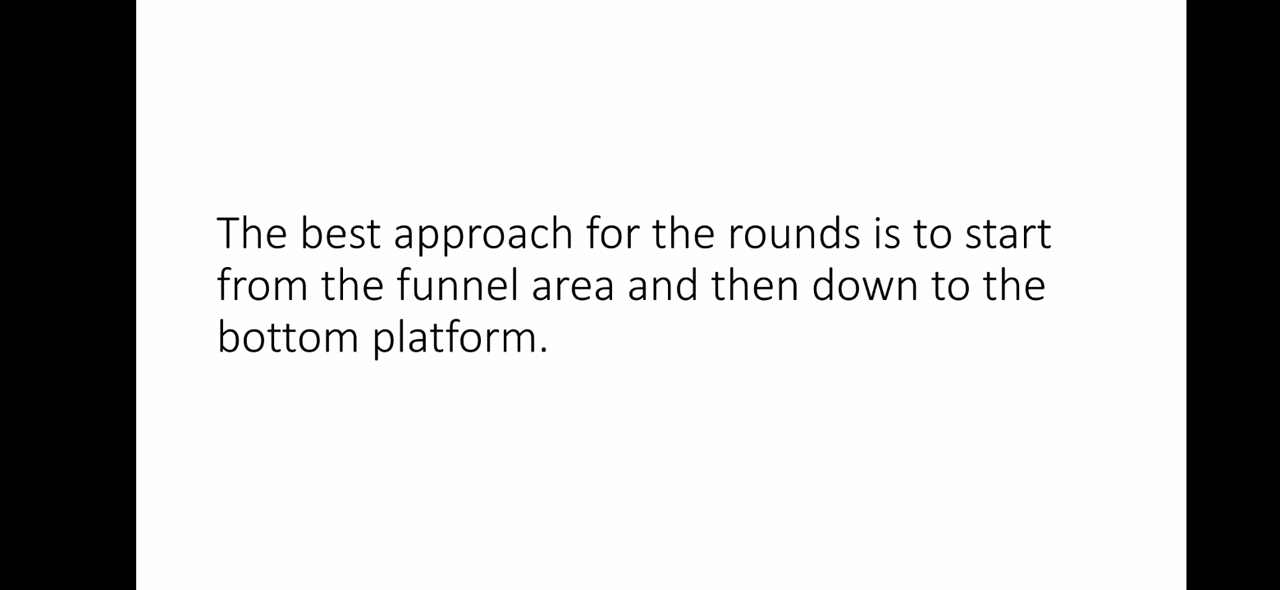 The best approach for the rounds is to start
from the funnel area and then down to the
bottom platform.